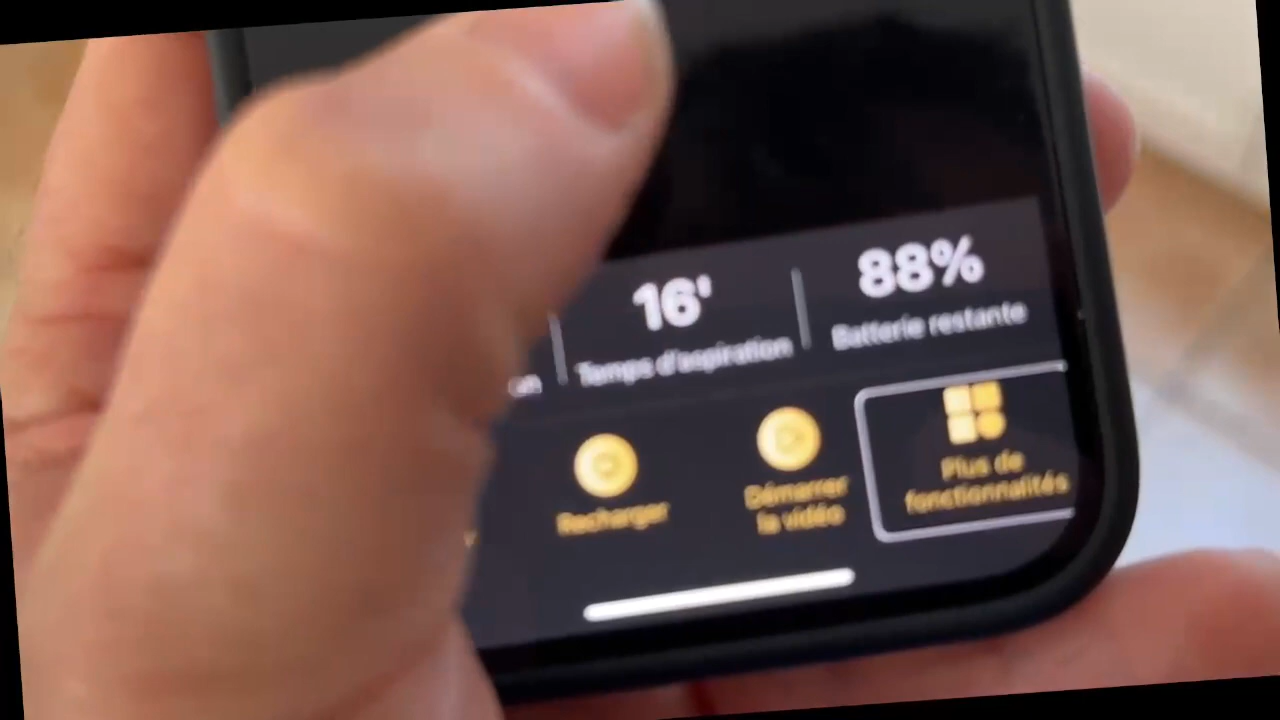 16'
88%
Temps d'aspiration
Batterie restante
Recharger
Démarrer
la vidéo
Plus de
fonctionnalités